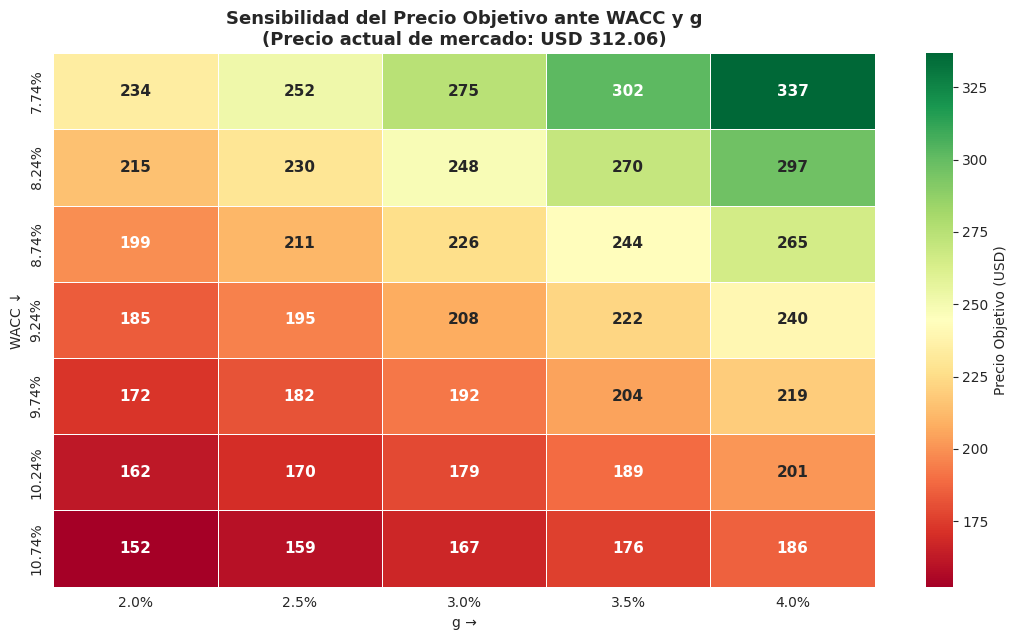 Sensibilidad del Precio Objetivo ante WACC y g
(Precio actual de mercado: USD 312.06)
WACC ↓
7.74% 234 252 275 302 337
8.24% 215 230 248 270 297
8.74% 199 211 226 244 265
9.24% 185 195 208 222 240
9.74% 172 182 192 204 219
10.24% 162 170 179 189 201
10.74% 152 159 167 176 186
2.0% 2.5% 3.0% 3.5% 4.0%
g →
325
300
275
250
225
200
175
Precio Objetivo (USD)